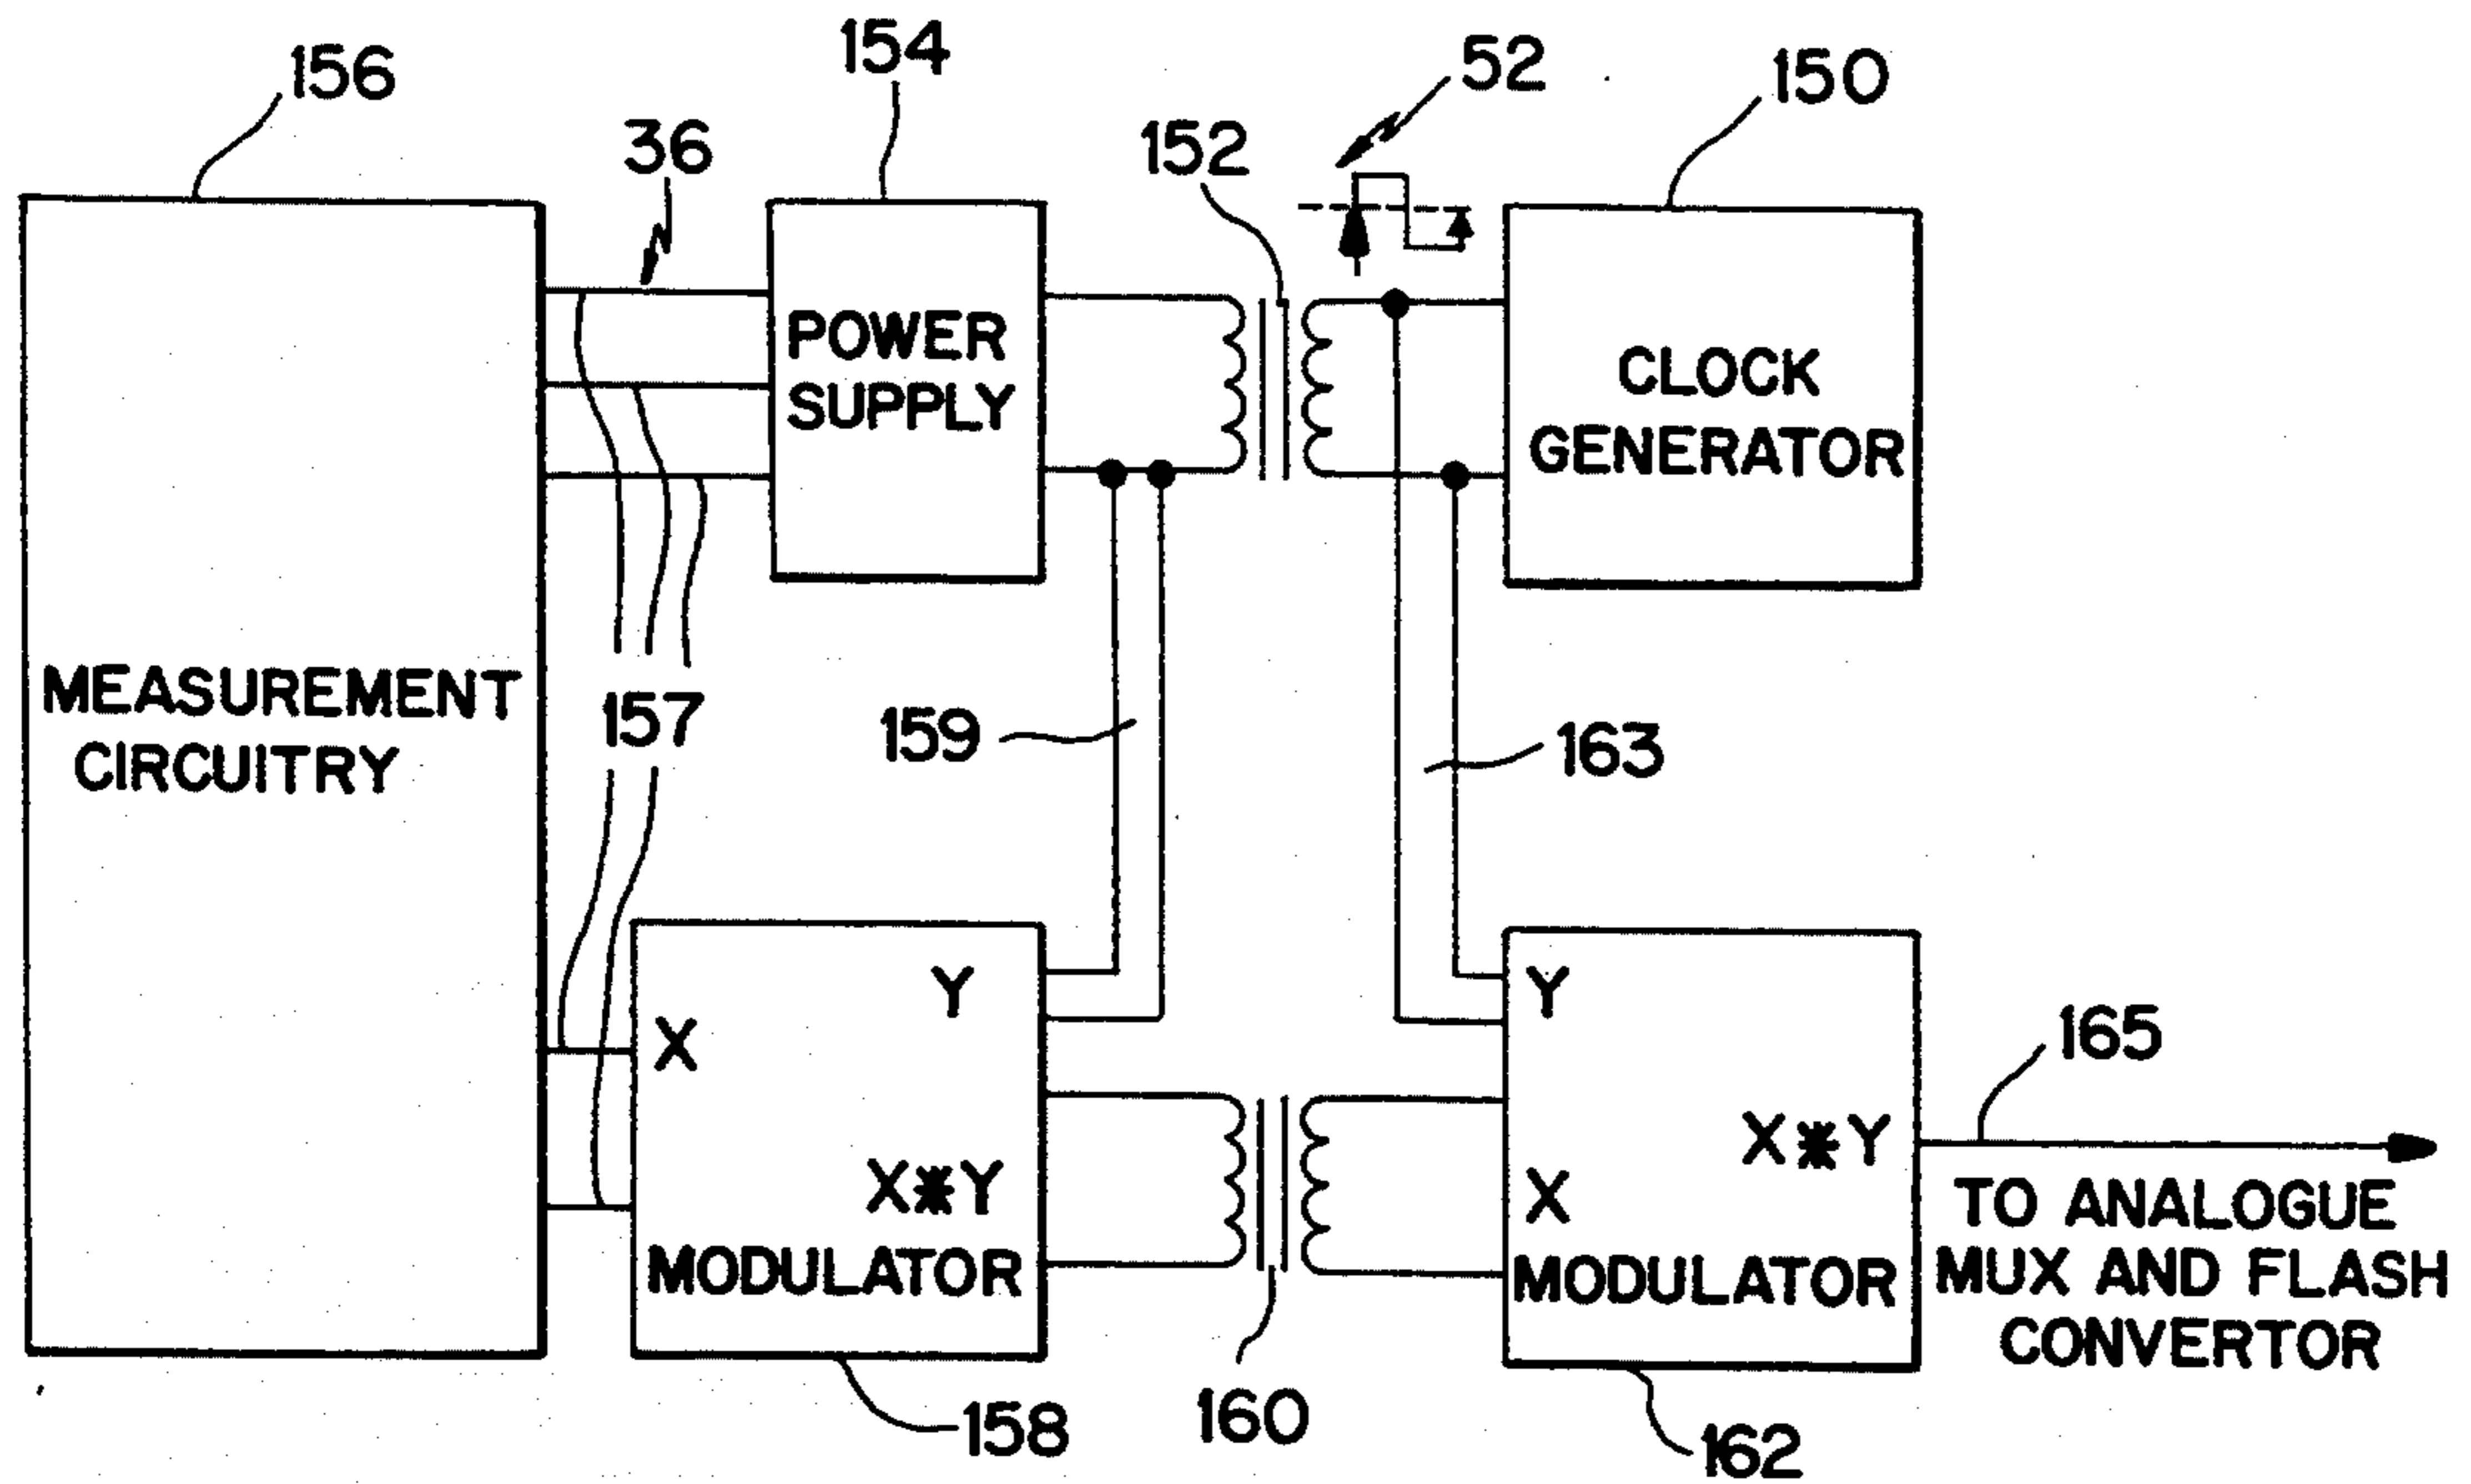 156
154
52
150
36
152
POWER
SUPPLY
CLOCK
GENERATOR
MEASUREMENT
CIRCUITRY
157
159
163
Y
X
X*Y
MODULATOR
Y
X*Y
X
MODULATOR
165
TO ANALOGUE
MUX AND FLASH
CONVERTOR
158
160
162